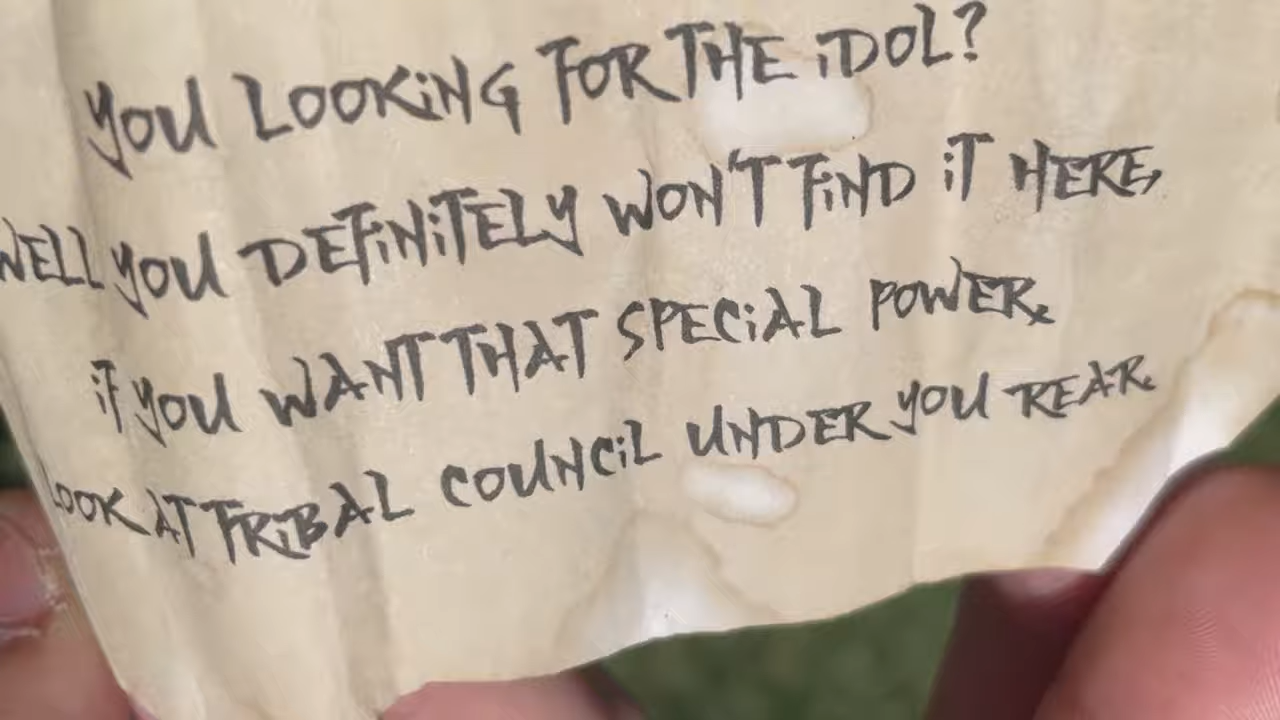 YOU LOOKING FOR THE IDOL?
WELL YOU DEFINITELY WON'T FIND IT HERE,
IF YOU WANT THAT SPECIAL POWER.
LOOK AT TRIBAL COUNCIL UNDER YOU REAR.